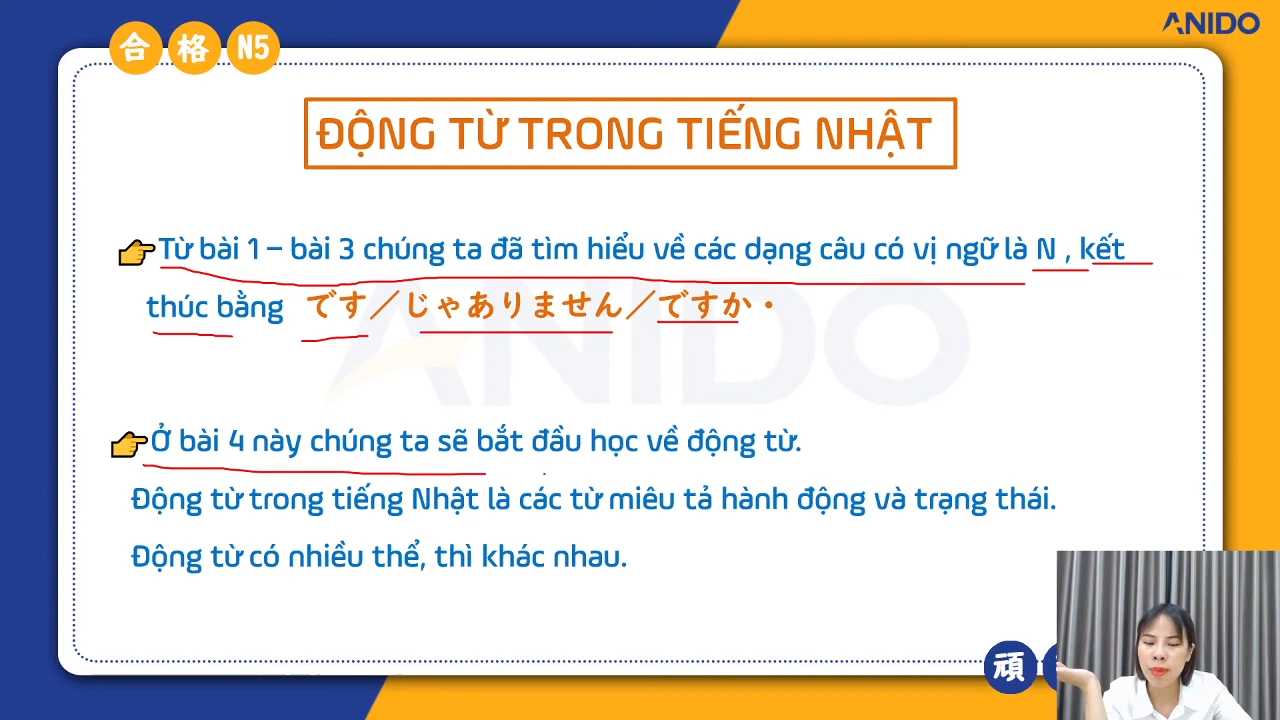 合格 N5
ANIDO
ĐỘNG TỪ TRONG TIẾNG NHẬT
Từ bài 1 – bài 3 chúng ta đã tìm hiểu về các dạng câu có vị ngữ là N , kết
thúc bằng です／じゃありません／ですか・
ANIDO
Ở bài 4 này chúng ta sẽ bắt đầu học về động từ.
Động từ trong tiếng Nhật là các từ miêu tả hành động và trạng thái.
Động từ có nhiều thể, thì khác nhau.
頑